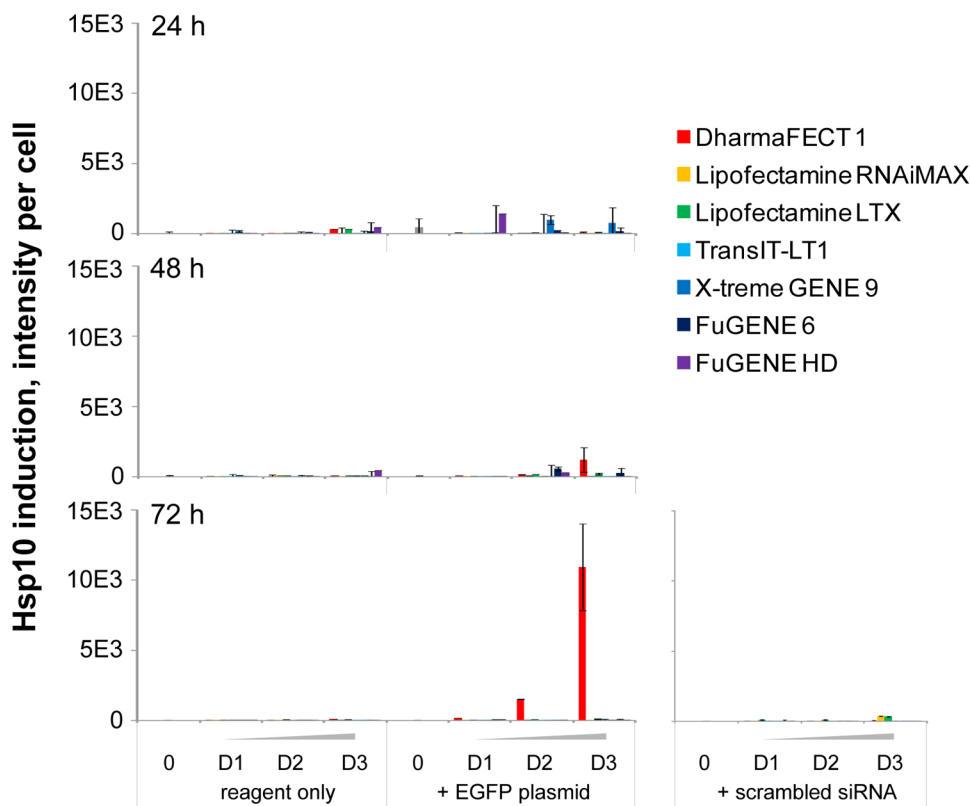 Hsp10 induction, intensity per cell
24 h
15E3
10E3
5E3
0
48 h
15E3
10E3
5E3
0
72 h
15E3
10E3
5E3
0
DharmaFECT 1
Lipofectamine RNAiMAX
Lipofectamine LTX
TransIT-LT1
X-treme GENE 9
FuGENE 6
FuGENE HD
0 D1 D2 D3 0 D1 D2 D3 0 D1 D2 D3
reagent only + EGFP plasmid + scrambled siRNA